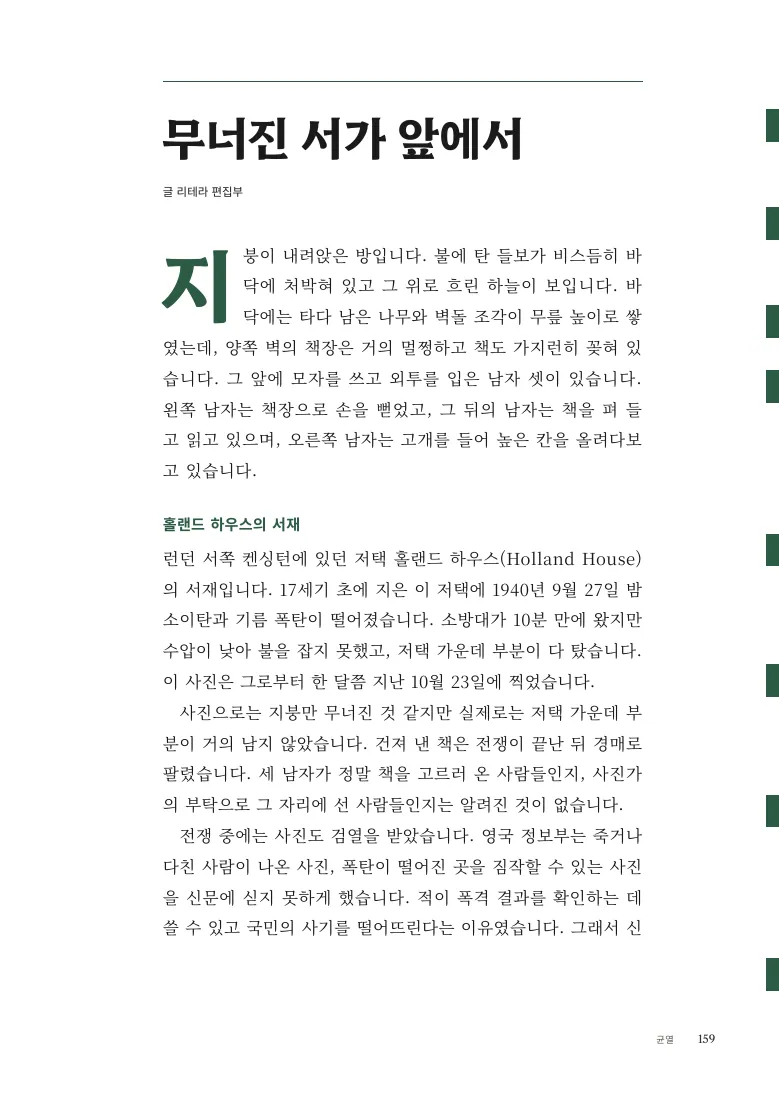 무너진 서가 앞에서
글 리테라 편집부
지붕이 내려앉은 방입니다. 불에 탄 들보가 비스듬히 바
닥에 처박혀 있고 그 위로 흐린 하늘이 보입니다. 바
닥에는 타다 남은 나무와 벽돌 조각이 무릎 높이로 쌓
였는데, 양쪽 벽의 책장은 거의 멀쩡하고 책도 가지런히 꽂혀 있
습니다. 그 앞에 모자를 쓰고 외투를 입은 남자 셋이 있습니다.
왼쪽 남자는 책장으로 손을 뻗었고, 그 뒤의 남자는 책을 펴 들
고 읽고 있으며, 오른쪽 남자는 고개를 들어 높은 칸을 올려다보
고 있습니다.
홀랜드 하우스의 서재
런던 서쪽 켄싱턴에 있던 저택 홀랜드 하우스(Holland House)
의 서재입니다. 17세기 초에 지은 이 저택에 1940년 9월 27일 밤
소이탄과 기름 폭탄이 떨어졌습니다. 소방대가 10분 만에 왔지만
수압이 낮아 불을 잡지 못했고, 저택 가운데 부분이 다 탔습니다.
이 사진은 그로부터 한 달쯤 지난 10월 23일에 찍었습니다.
사진으로는 지붕만 무너진 것 같지만 실제로는 저택 가운데 부
분이 거의 남지 않았습니다. 건져 낸 책은 전쟁이 끝난 뒤 경매로
팔렸습니다. 세 남자가 정말 책을 고르러 온 사람들인지, 사진가
의 부탁으로 그 자리에 선 사람들인지는 알려진 것이 없습니다.
전쟁 중에는 사진도 검열을 받았습니다. 영국 정보부는 죽거나
다친 사람이 나온 사진, 폭탄이 떨어진 곳을 짐작할 수 있는 사진
을 신문에 싣지 못하게 했습니다. 적이 폭격 결과를 확인하는 데
쓸 수 있고 국민의 사기를 떨어뜨린다는 이유였습니다. 그래서 신
균열 159